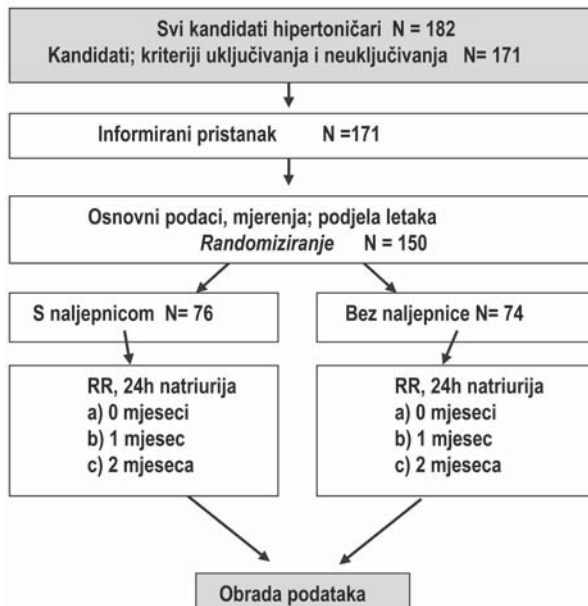 Svi kandidati hipertoničari N = 182
Kandidati; kriteriji uključivanja i neuključivanja N= 171
Informirani pristanak N =171
Osnovni podaci, mjerenja; podjela letaka
Randomiziranje N = 150
S naljepnicom N= 76
Bez naljepnice N= 74
RR, 24h natriurija
a) 0 mjeseci
b) 1 mjesec
c) 2 mjeseca
RR, 24h natriurija
a) 0 mjeseci
b) 1 mjesec
c) 2 mjeseca
Obrada podataka